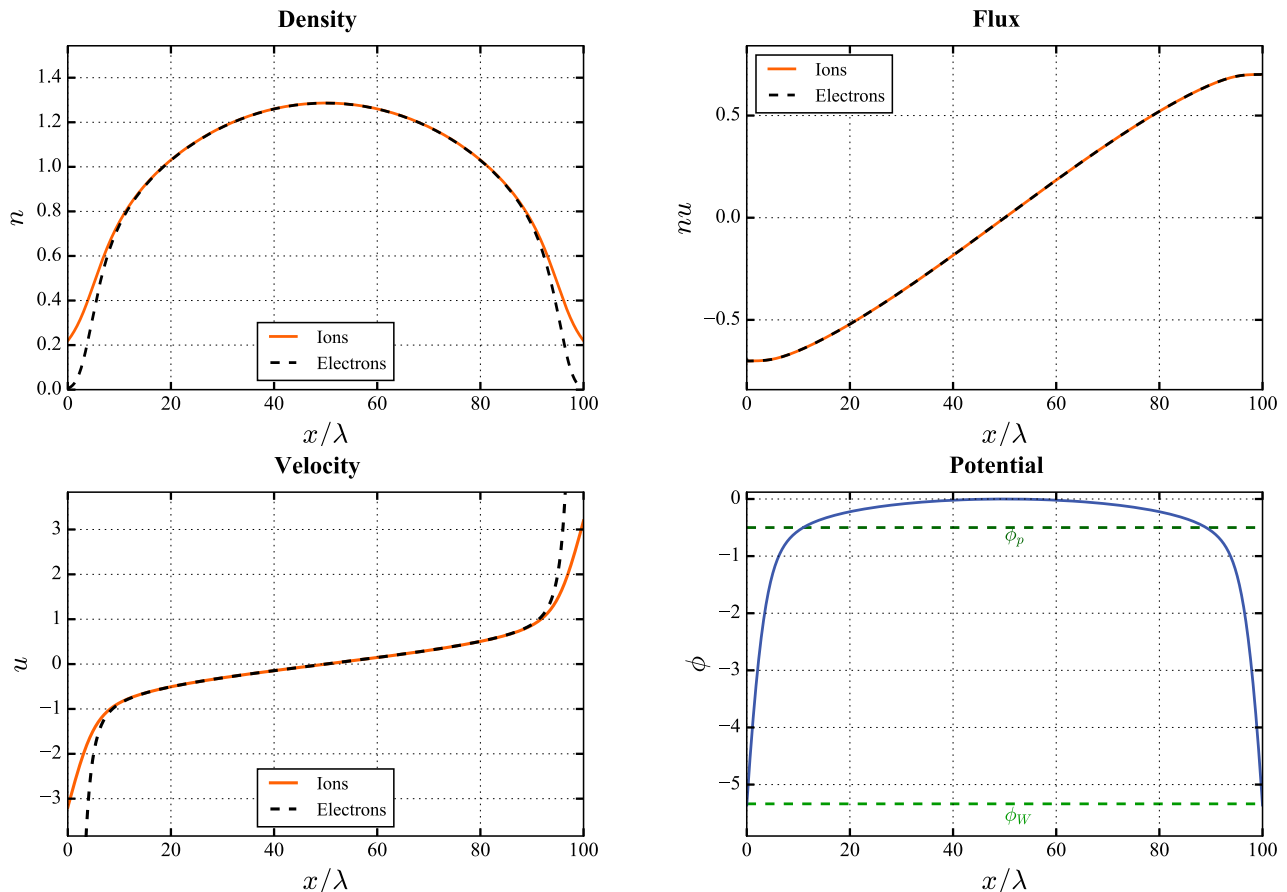 Density
1.4
1.2
1.0
0.8
0.6
0.4
0.2
0.0
n
Ions
Electrons
0 20 40 60 80 100
x/λ
Flux
Ions
Electrons
0.5
0.0
−0.5
nu
0 20 40 60 80 100
x/λ
Velocity
3
2
1
0
−1
−2
−3
u
Ions
Electrons
0 20 40 60 80 100
x/λ
Potential
0
−1
−2
−3
−4
−5
ϕ
ϕp
ϕW
0 20 40 60 80 100
x/λ